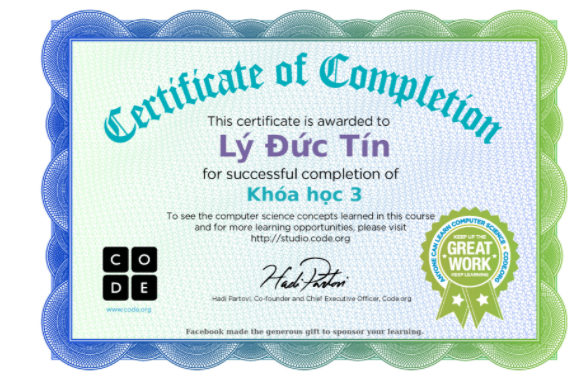 Certificate of Completion
This certificate is awarded to
Lý Đức Tín
for successful completion of
Khóa học 3
To see the computer science concepts learned in this course
and for more learning opportunities, please visit
http://studio.code.org
C O
D E
www.code.org
Hadi Partovi
Hadi Partovi, Co-founder and Chief Executive Officer, Code.org
ANYONE CAN LEARN COMPUTER SCIENCE • CODE.ORG
KEEP UP THE
GREAT
WORK
KEEP LEARNING
Facebook made the generous gift to sponsor your learning.